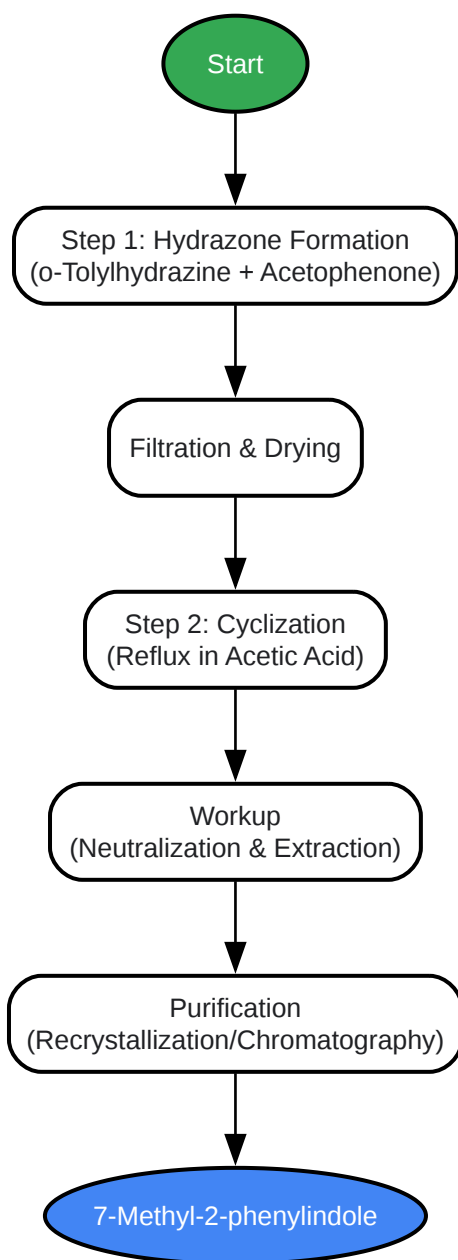 Start
Step 1: Hydrazone Formation
(o-Tolylhydrazine + Acetophenone)
Filtration & Drying
Step 2: Cyclization
(Reflux in Acetic Acid)
Workup
(Neutralization & Extraction)
Purification
(Recrystallization/Chromatography)
7-Methyl-2-phenylindole